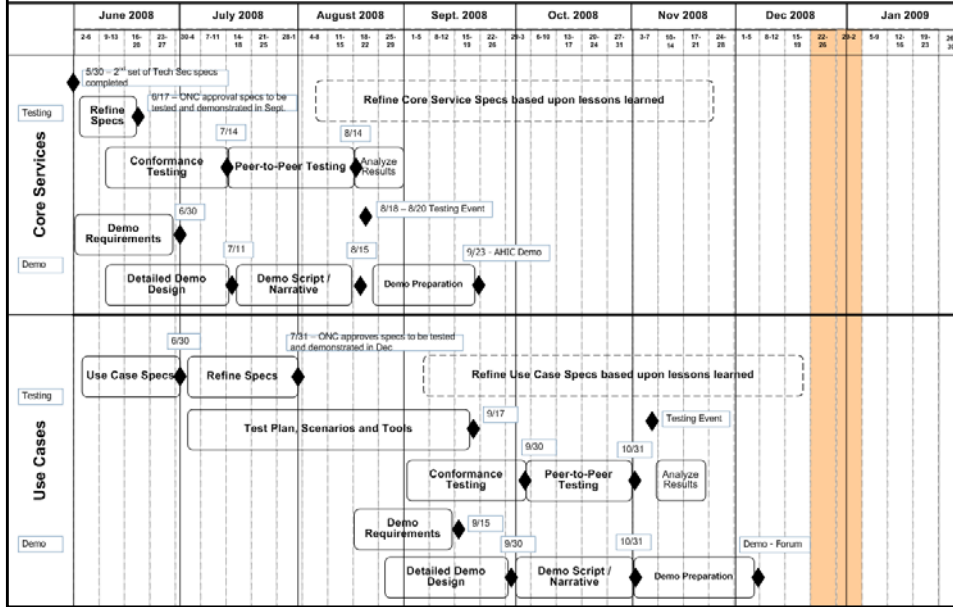 June 2008 July 2008 August 2008 Sept. 2008 Oct. 2008 Nov 2008 Dec 2008 Jan 2009
2-6 9-13 16-20 23-27 30-4 7-11 14-18 21-25 28-1 4-8 11-15 18-22 25-29 1-5 8-12 15-19 22-26 29-3 6-10 13-17 20-24 27-31 3-7 10-14 17-21 24-28 1-5 8-12 15-19 22-26 29-2 5-9 12-16 19-23
5/30 – 2nd set of Tech Sec specs
completed
6/17 – ONC approval specs to be
tested and demonstrated in Sept.
Testing
Refine
Specs
Refine Core Service Specs based upon lessons learned
7/14
8/14
Core Services
Conformance
Testing
Peer-to-Peer Testing
Analyze
Results
6/30
8/18 – 8/20 Testing Event
Demo
Requirements
7/11
8/15
9/23 - AHIC Demo
Demo
Detailed Demo
Design
Demo Script /
Narrative
Demo Preparation
6/30
7/31 – ONC approves specs to be tested
and demonstrated in Dec
Use Case Specs
Refine Specs
Refine Use Case Specs based upon lessons learned
Testing
9/17
Testing Event
Test Plan, Scenarios and Tools
9/30
10/31
Use Cases
Conformance
Testing
Peer-to-Peer
Testing
Analyze
Results
Demo
Requirements
9/15
Demo
9/30
10/31
Demo - Forum
Detailed Demo
Design
Demo Script /
Narrative
Demo Preparation